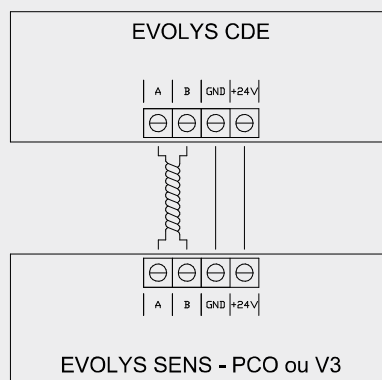 EVOLYS CDE
A B GND +24V
A B GND +24V
EVOLYS SENS - PCO ou V3